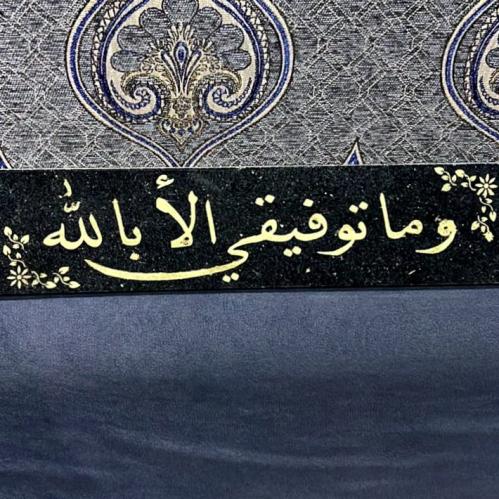 وما توفيقي الأ بالله